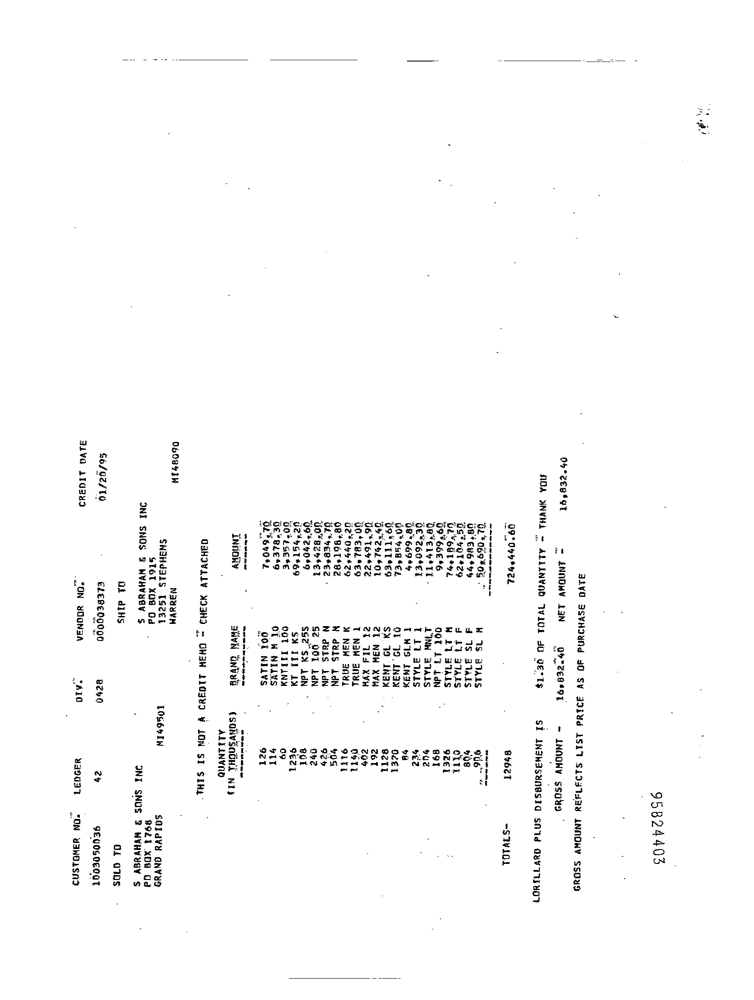 CUSTOMER NO. LEDGER DIV. VENDOR NO. CREDIT DATE
1003050036 42 0428 0000038373 01/20/95
SOLD TO SHIP TO
S ABRAHAM & SONS INC S ABRAHAM & SONS INC
PO BOX 1768 PO BOX 1915
GRAND RAPIDS MI49501 13251 STEPHENS
WARREN MI48090
THIS IS NOT A CREDIT MEMO - CHECK ATTACHED
QUANTITY
(IN THOUSANDS) BRAND NAME AMOUNT
126 SATIN 100 7,049.70
114 SATIN M 10 6,378.30
60 KNTIII 100 3,357.00
1236 KT III KS 69,154.20
108 NPT KS 25S 6,042.60
240 NPT 100 25 13,428.00
426 NPT STRP N 23,834.70
504 NPT STRP N 28,198.80
1116 TRUE MEN K 62,440.20
1140 TRUE MEN 1 63,783.00
402 MAX FIL 12 22,491.90
192 MAX MEN 12 10,742.40
1128 KENT GL KS 63,111.60
1370 KENT GL 10 73,854.00
84 KENT GLM 1 4,699.80
234 STYLE LT 1 13,092.30
204 STYLE MNLT 11,413.80
168 NPT LT 100 9,399.60
1326 STYLE LT M 74,189.70
1110 STYLE LT F 62,104.50
804 STYLE SL F 44,983.80
906 STYLE SL M 50,690.70
TOTALS- 12948 724,440.60
LORILLARD PLUS DISBURSEMENT IS $1.30 OF TOTAL QUANTITY - THANK YOU
GROSS AMOUNT - 16,832.40 NET AMOUNT - 16,832.40
GROSS AMOUNT REFLECTS LIST PRICE AS OF PURCHASE DATE
95824403